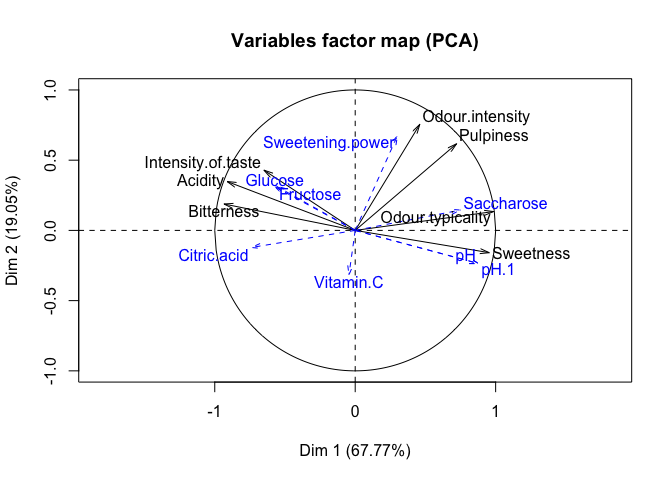 Variables factor map (PCA)
1.0
0.5
0.0
-0.5
-1.0
Dim 2 (19.05%)
Odour.intensity
Pulpiness
Sweetening.power
Intensity.of.taste
Acidity
Glucose
Fructose
Bitterness
Saccharose
Odour.typicality
Citric.acid
Sweetness
pH
pH.1
Vitamin.C
-1
0
1
Dim 1 (67.77%)